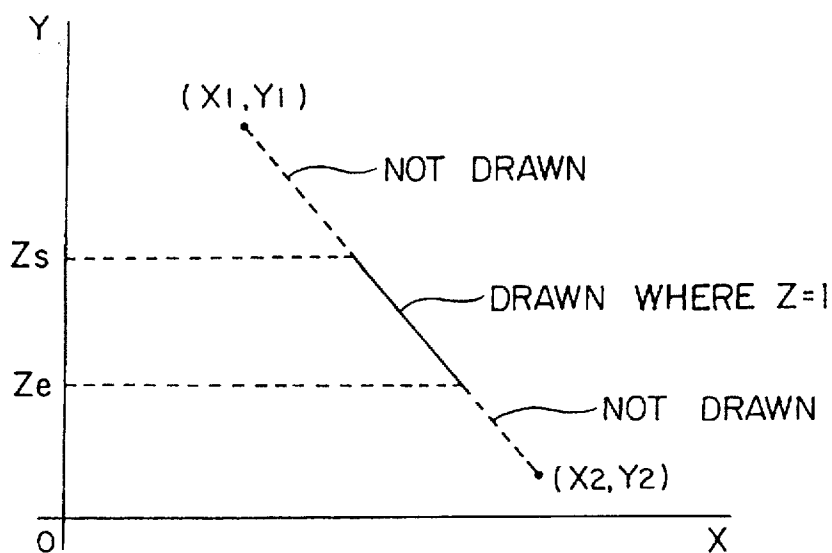 Y
(X1,Y1)
NOT DRAWN
Zs
DRAWN WHERE Z=1
Ze
NOT DRAWN
(X2,Y2)
O
X